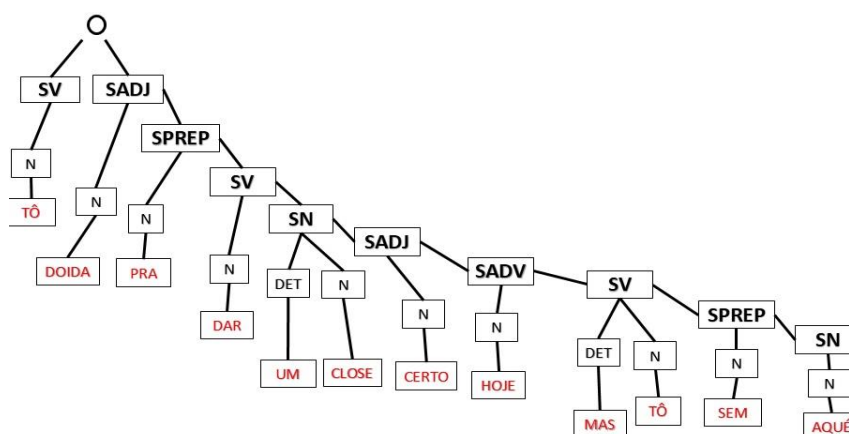 SV SADJ
SPREP
N SV
TÔ N N SN SADJ
DOIDA PRA N DET N SADV SV
DAR N N SPREP
UM CLOSE CERTO HOJE DET N N SN
MAS TÔ SEM N
AQUÉ